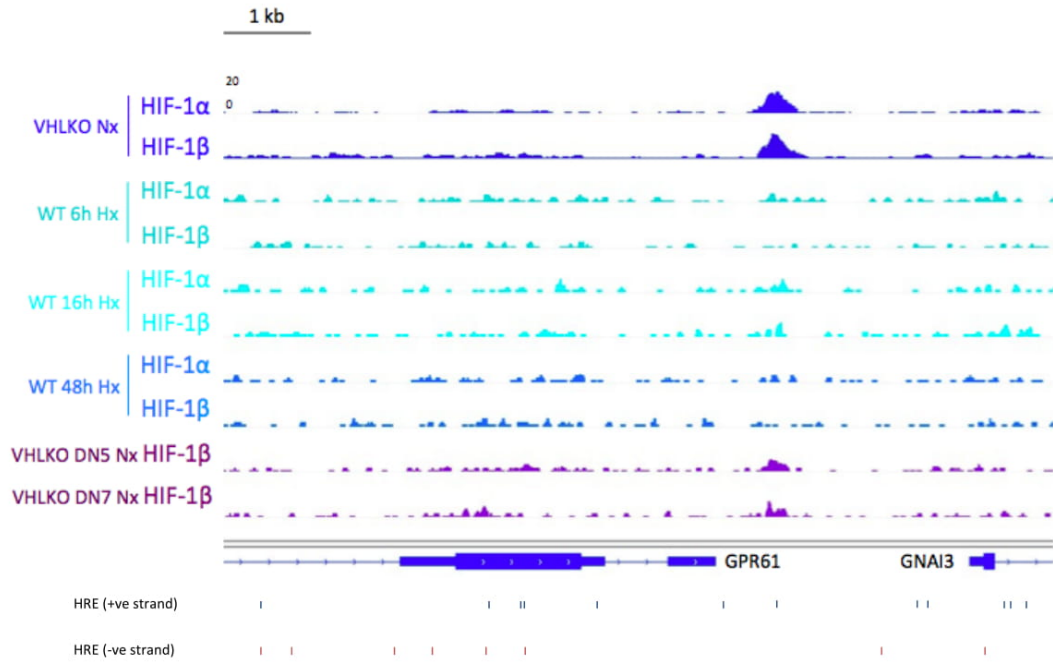 1 kb
20
0
VHLKO Nx
HIF-1α
HIF-1β
WT 6h Hx
HIF-1α
HIF-1β
WT 16h Hx
HIF-1α
HIF-1β
WT 48h Hx
HIF-1α
HIF-1β
VHLKO DN5 Nx HIF-1β
VHLKO DN7 Nx HIF-1β
GPR61 GNAI3
HRE (+ve strand)
HRE (-ve strand)